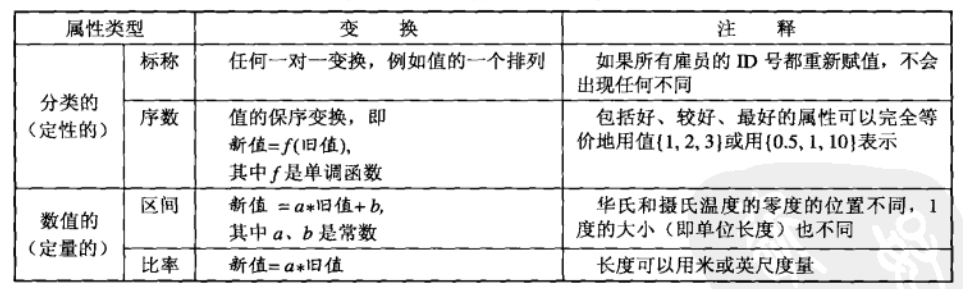 属性类型 变 换 注 释
分类的
(定性的)
标称 任何一对一变换，例如值的一个排列 如果所有雇员的 ID 号都重新赋值，不会
出现任何不同
序数 值的保序变换，即
新值=f(旧值),
其中 f 是单调函数
包括好、较好、最好的属性可以完全等
价地用值{1, 2, 3}或用{0.5, 1, 10}表示
数值的
(定量的)
区间 新值 =a*旧值+b,
其中 a、b 是常数
华氏和摄氏温度的零度的位置不同，1
度的大小（即单位长度）也不同
比率 新值=a*旧值 长度可以用米或英尺度量